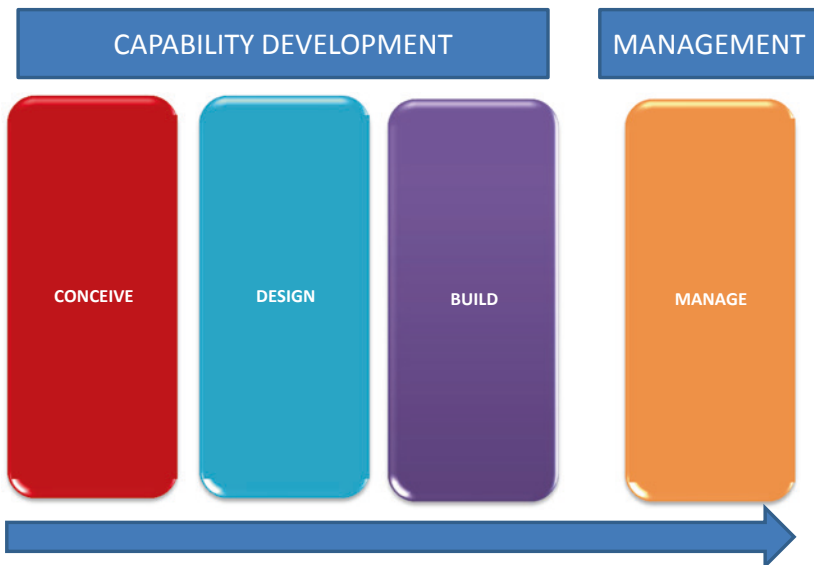 CAPABILITY DEVELOPMENT
MANAGEMENT
CONCEIVE
DESIGN
BUILD
MANAGE